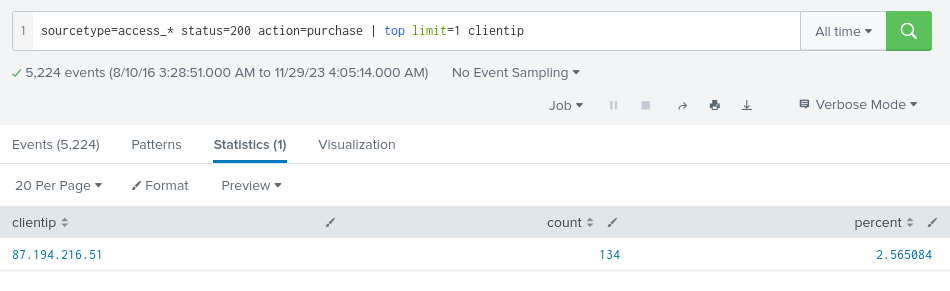 1 sourcetype=access_* status=200 action=purchase | top limit=1 clientip
All time
5,224 events (8/10/16 3:28:51.000 AM to 11/29/23 4:05:14.000 AM) No Event Sampling
Job Verbose Mode
Events (5,224) Patterns Statistics (1) Visualization
20 Per Page Format Preview
clientip count percent
87.194.216.51 134 2.565084